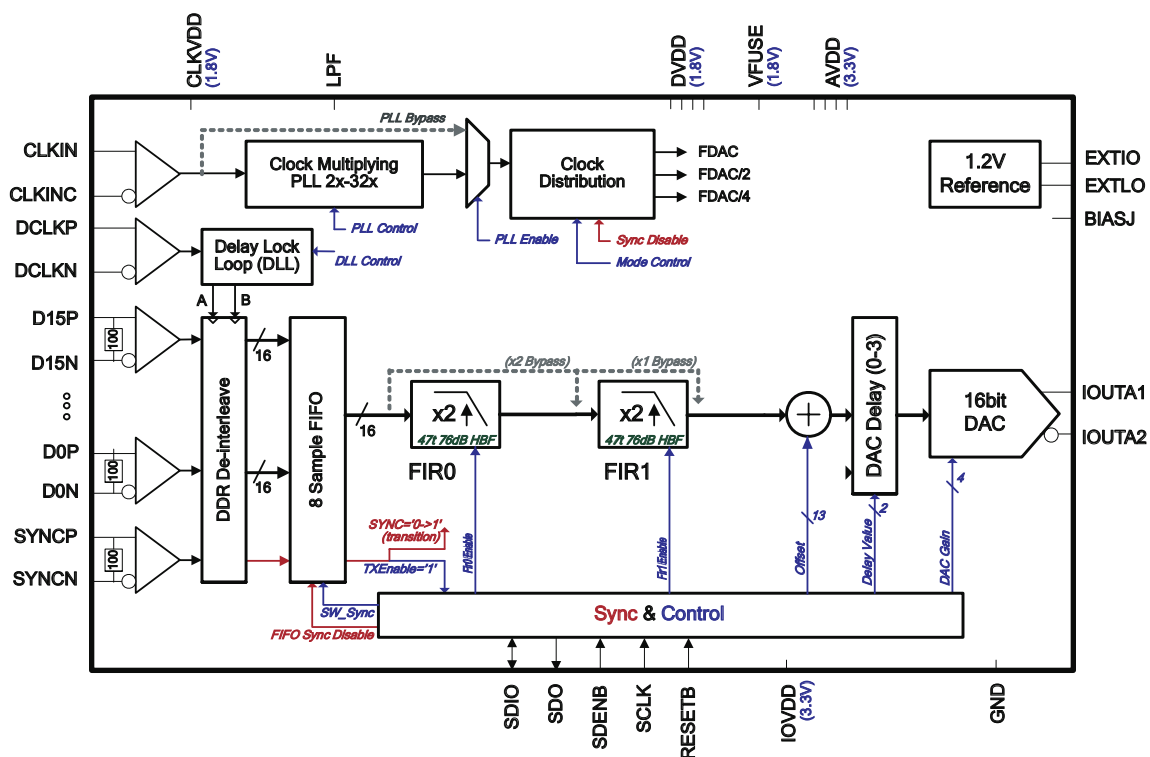 CLKVDD
(1.8V)
LPF
DVDD
(1.8V)
VFUSE
(1.8V)
AVDD
(3.3V)
CLKIN
CLKINC
DCLKP
DCLKN
D15P
D15N
D0P
D0N
SYNCP
SYNCN
100
100
100
PLL Bypass
Clock Multiplying
PLL 2x-32x
PLL Control
PLL Enable
Clock
Distribution
FDAC
FDAC/2
FDAC/4
Sync Disable
Mode Control
1.2V
Reference
EXTIO
EXTLO
BIASJ
Delay Lock
Loop (DLL)
DLL Control
A
B
DDR De-interleave
16
16
8 Sample FIFO
16
(x2 Bypass)
(x1 Bypass)
x2
47t 76dB HBF
FIR0
x2
47t 76dB HBF
FIR1
DAC Delay (0-3)
16bit
DAC
IOUTA1
IOUTA2
SYNC='0->1'
(transition)
TXEnable='1'
SW_Sync
FIFO Sync Disable
Fir0/Enable
Fir1/Enable
Offset
13
Delay Value
2
DAC Gain
4
Sync & Control
SDIO
SDO
SDENB
SCLK
RESETB
IOVDD
(3.3V)
GND